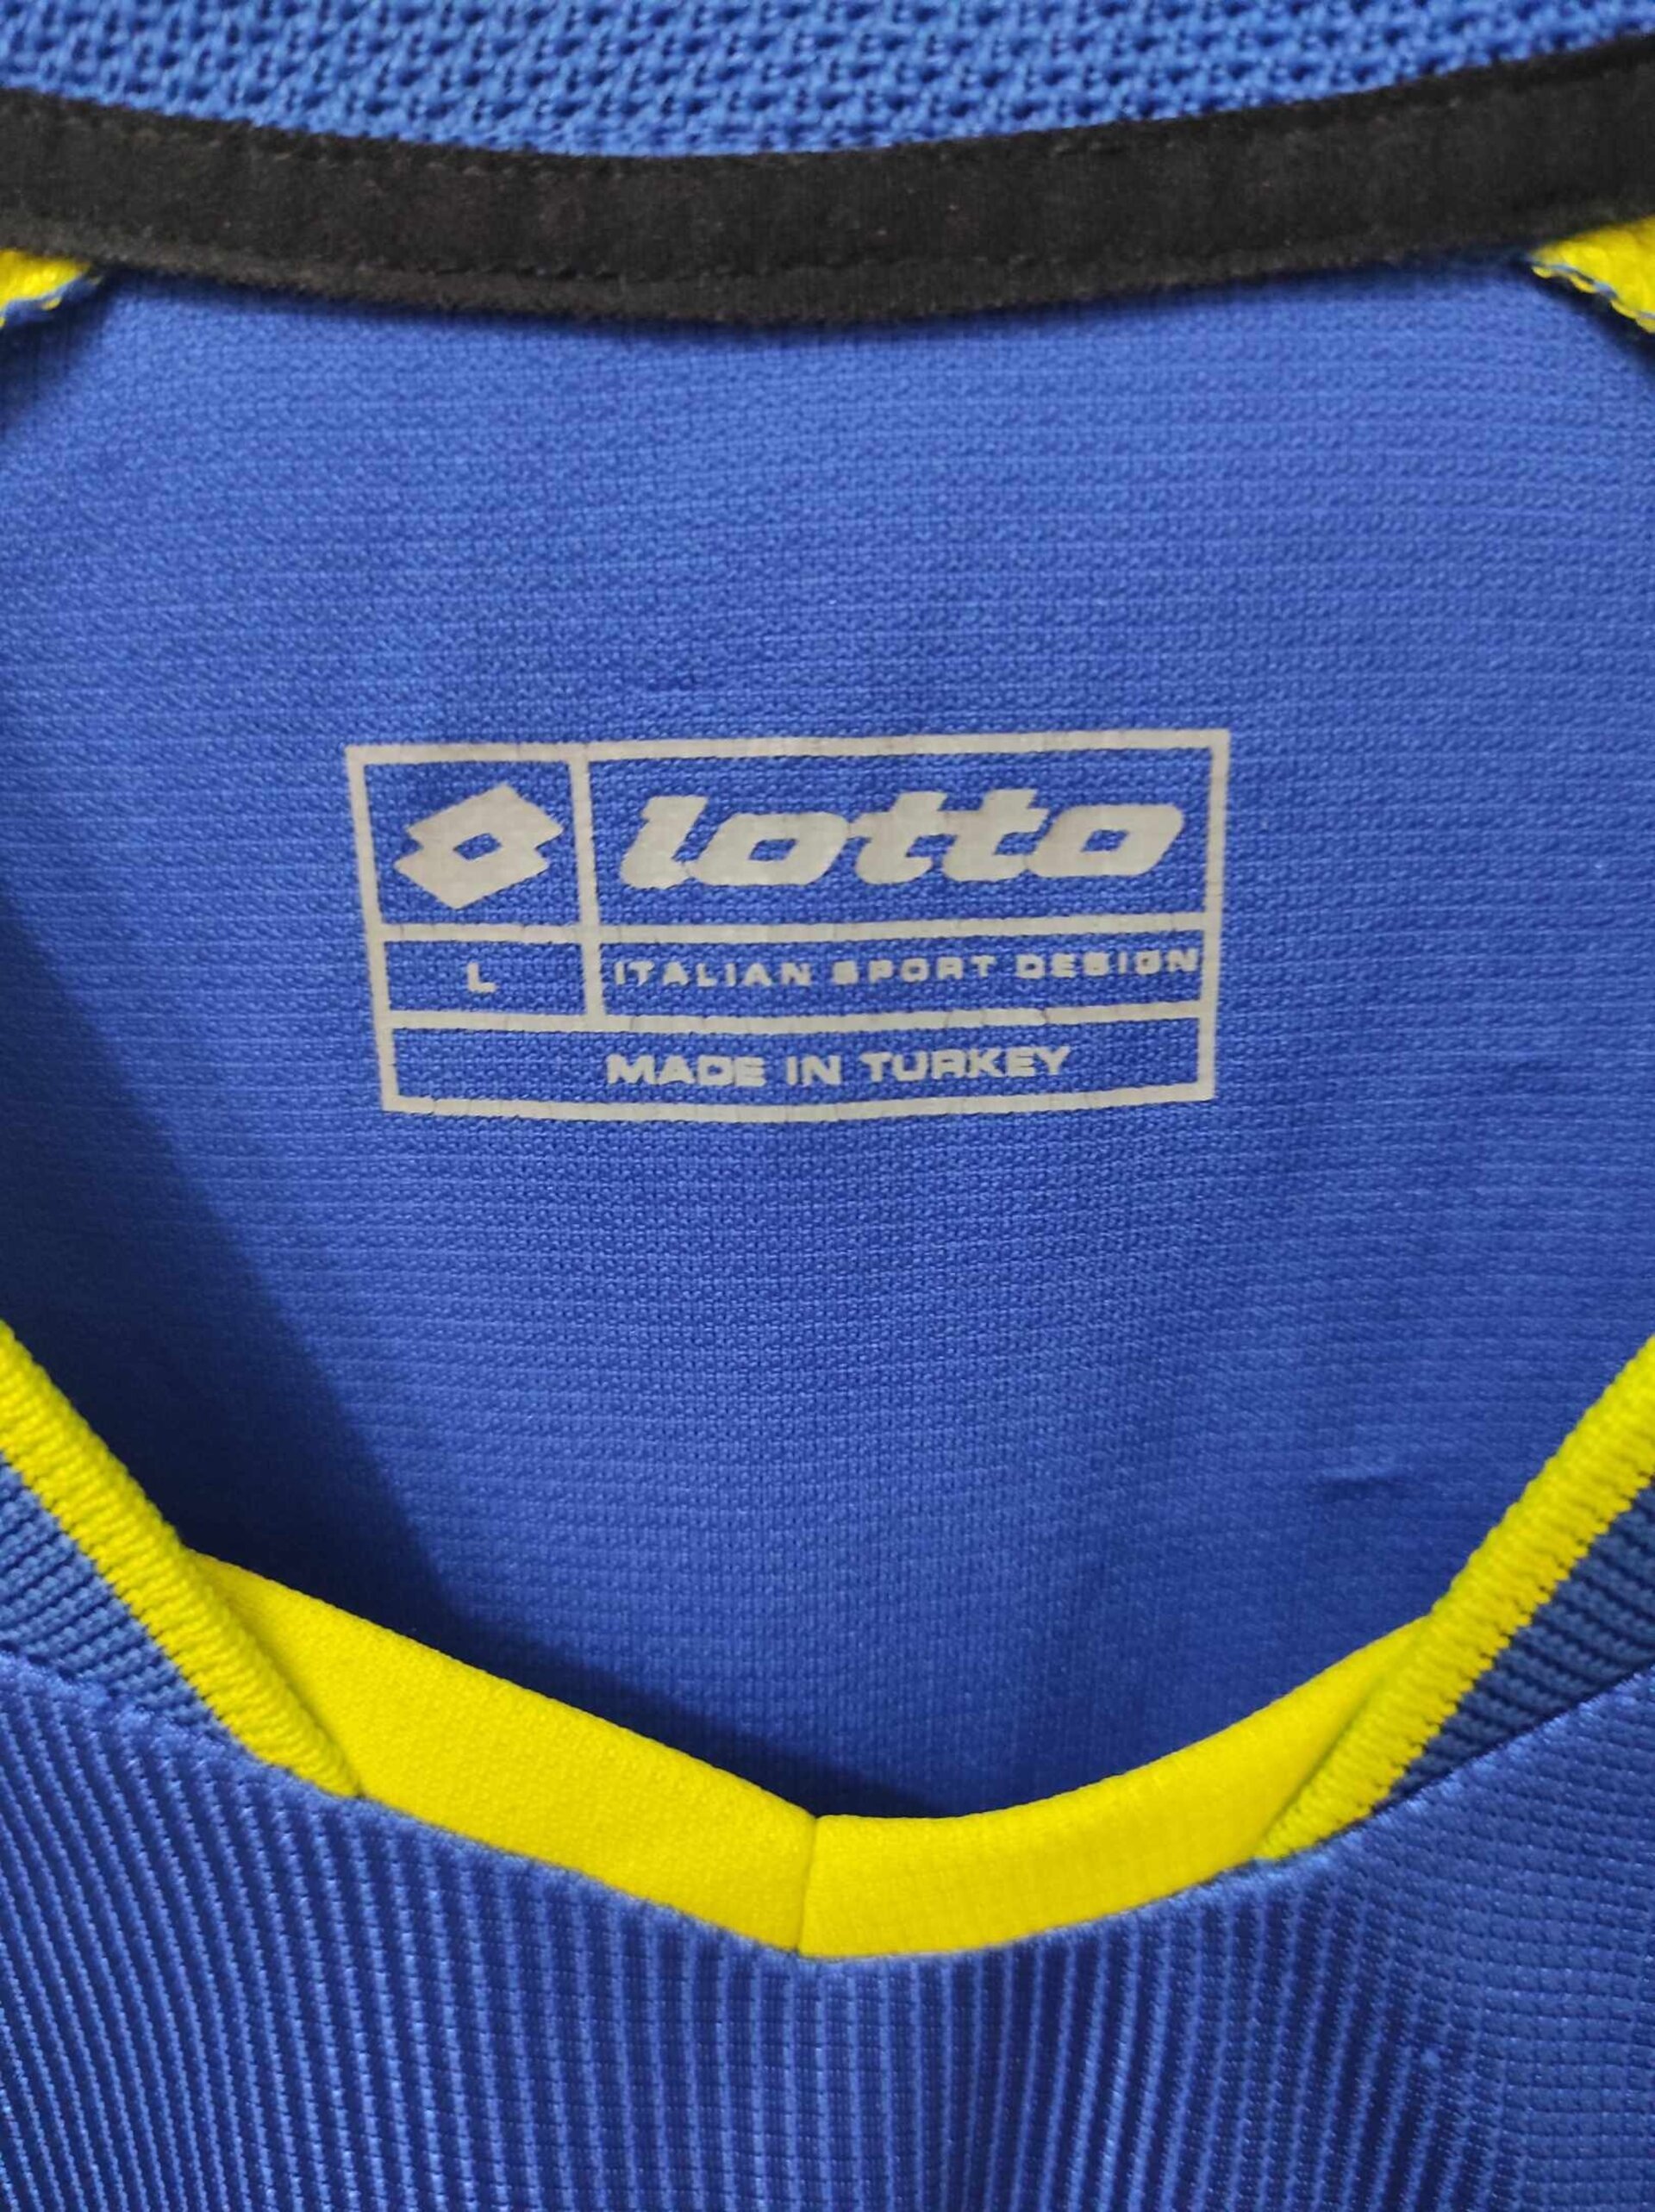 lotto
L ITALIAN SPORT DESIGN
MADE IN TURKEY